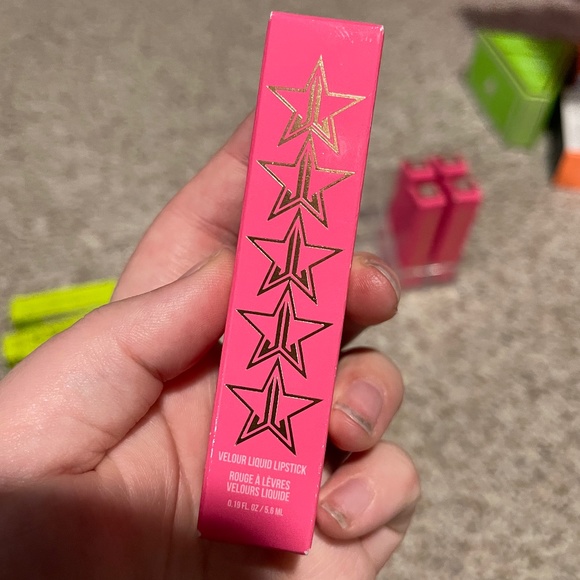 VELOUR LIQUID LIPSTICK
ROUGE À LÈVRES
VELOURS LIQUIDE
0.19 FL. OZ / 5.6 ML